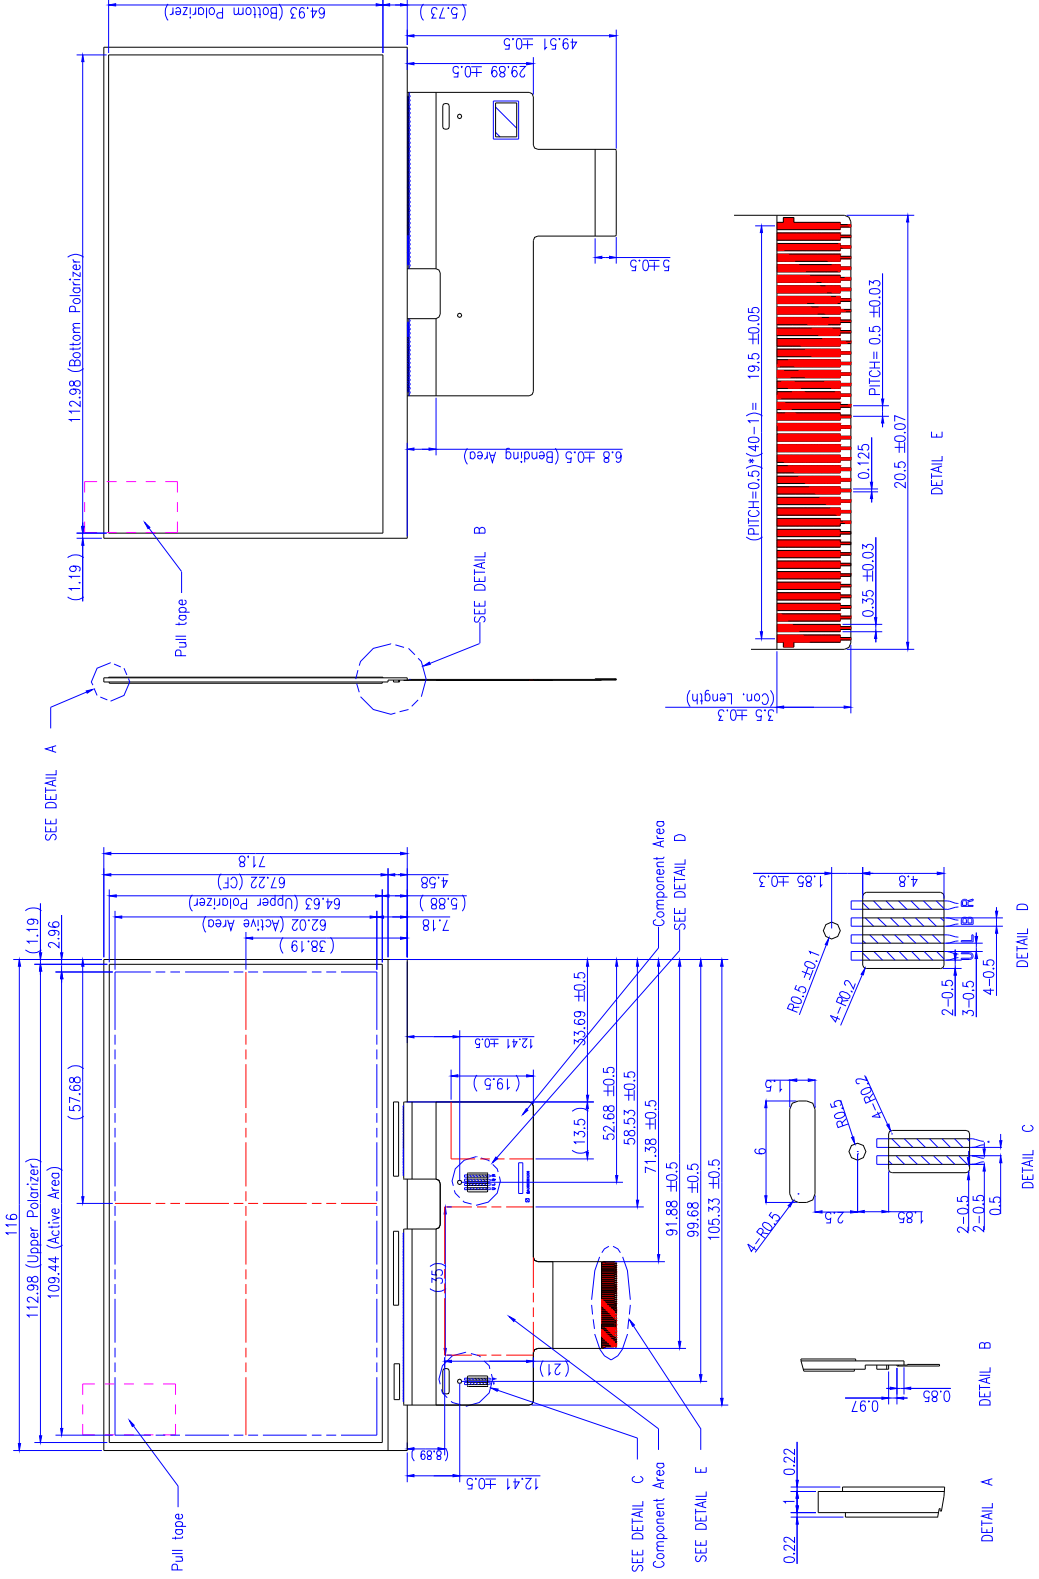 64.93 (Bottom Polarizer)
( 5.73 )
49.51 ±0.5
29.89 ±0.5
112.98 (Bottom Polarizer)
5±0.5
6.8 ±0.5 (Bending Area)
( 1.19 )
Pull tape
SEE DETAIL B
SEE DETAIL A
(PITCH=0.5)*(40-1)= 19.5 ±0.05
PITCH= 0.5 ±0.03
0.125
20.5 ±0.07
0.35 ±0.03
3.5 ±0.3
(Con. Length)
DETAIL E
71.8
67.22 (CF)
4.58
64.63 (Upper Polarizer)
( 5.88 )
62.02 (Active Area)
7.18
( 38.19 )
( 1.19 )
2.96
( 57.68 )
116
112.98 (Upper Polarizer)
109.44 (Active Area)
Pull tape
Component Area
SEE DETAIL D
12.41 ±0.5
33.69 ±0.5
( 19.5 )
( 13.5 )
52.68 ±0.5
58.53 ±0.5
71.38 ±0.5
91.88 ±0.5
99.68 ±0.5
105.33 ±0.5
( 35 )
( 21 )
( 8.89 )
12.41 ±0.5
SEE DETAIL C
Component Area
SEE DETAIL E
1.85 ±0.3
4.8
R0.5 ±0.1
4-R0.2
U L B R
2-0.5
3-0.5
4-0.5
DETAIL D
1.5
6
R0.5
4-R0.2
4-R0.5
2.5
1.85
2-0.5
2-0.5
0.5
DETAIL C
0.97
0.85
DETAIL B
0.22
1
0.22
DETAIL A